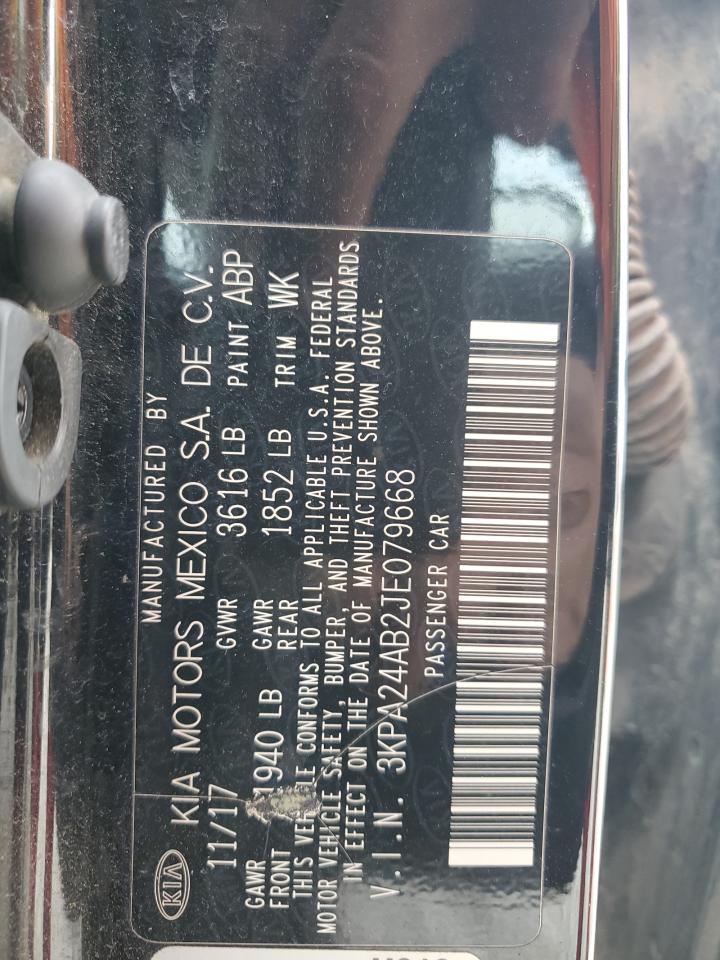 KIA
MANUFACTURED BY
KIA MOTORS MEXICO S.A. DE C.V.
11/17 GVWR 3616 LB PAINT ABP
GAWR FRONT 1940 LB GAWR REAR 1852 LB TRIM WK
THIS VEHICLE CONFORMS TO ALL APPLICABLE U.S.A. FEDERAL
MOTOR VEHICLE SAFETY, BUMPER, AND THEFT PREVENTION STANDARDS
IN EFFECT ON THE DATE OF MANUFACTURE SHOWN ABOVE.
V.I.N. 3KPA24AB2JE079668
PASSENGER CAR